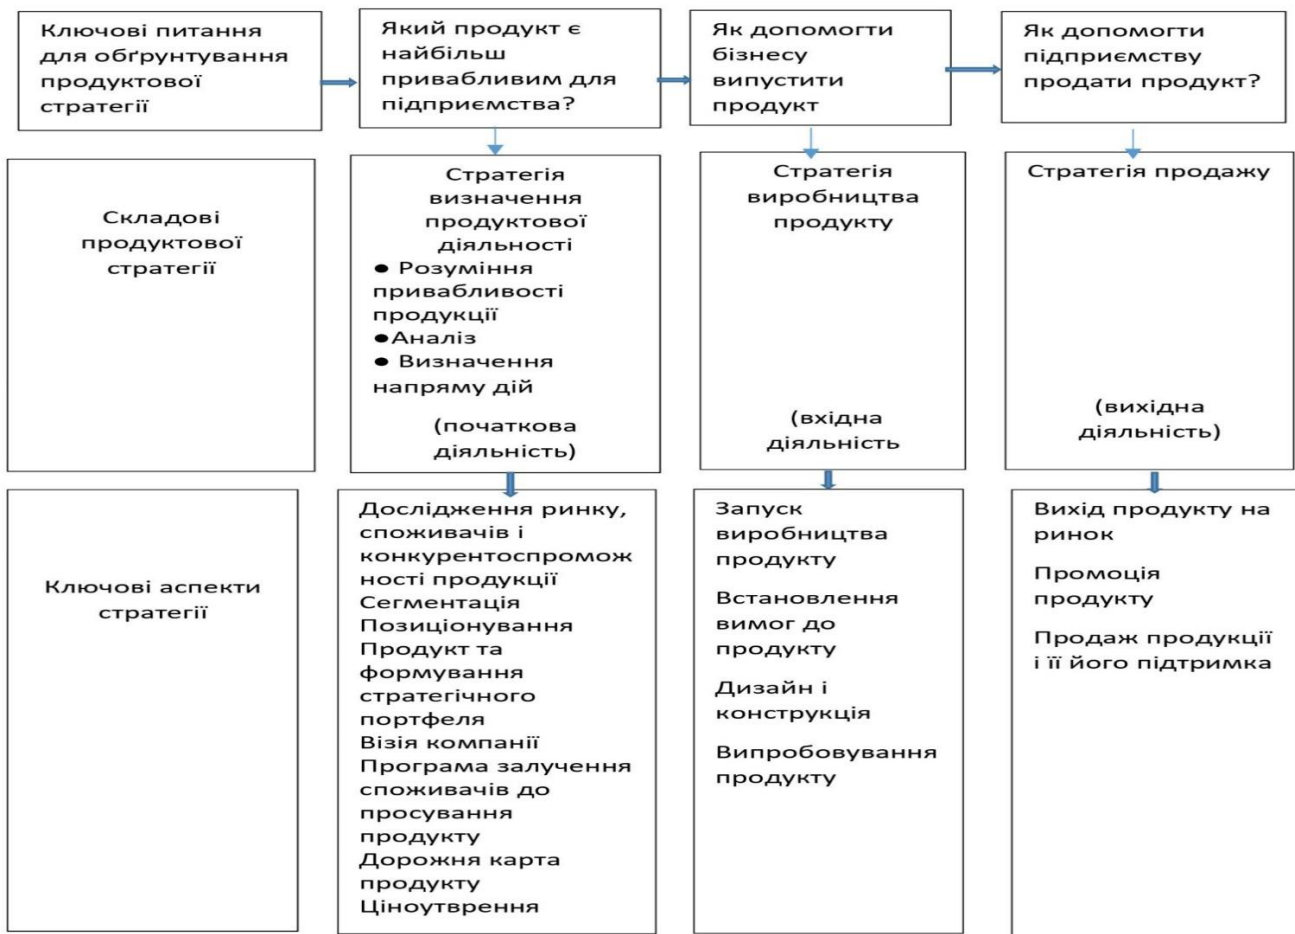 Ключові питання
для обґрунтування
продуктової
стратегії
Який продукт є
найбільш
привабливим для
підприємства?
Як допомогти
бізнесу
випустити
продукт
Як допомогти
підприємству
продати продукт?
Складові
продуктової
стратегії
Стратегія
визначення
продуктової
діяльності
● Розуміння
привабливості
продукції
●Аналіз
● Визначення
напряму дій
(початкова
діяльність)
Стратегія
виробництва
продукту
(вхідна
діяльність
Стратегія продажу
(вихідна
діяльність)
Ключові аспекти
стратегії
Дослідження ринку,
споживачів і
конкурентоспромож
ності продукції
Сегментація
Позиціонування
Продукт та
формування
стратегічного
портфеля
Візія компанії
Програма залучення
споживачів до
просування
продукту
Дорожня карта
продукту
Ціноутврення
Запуск
виробництва
продукту
Встановлення
вимог до
продукту
Дизайн і
конструкція
Випробовування
продукту
Вихід продукту на
ринок
Промоція
продукту
Продаж продукції
і її його підтримка